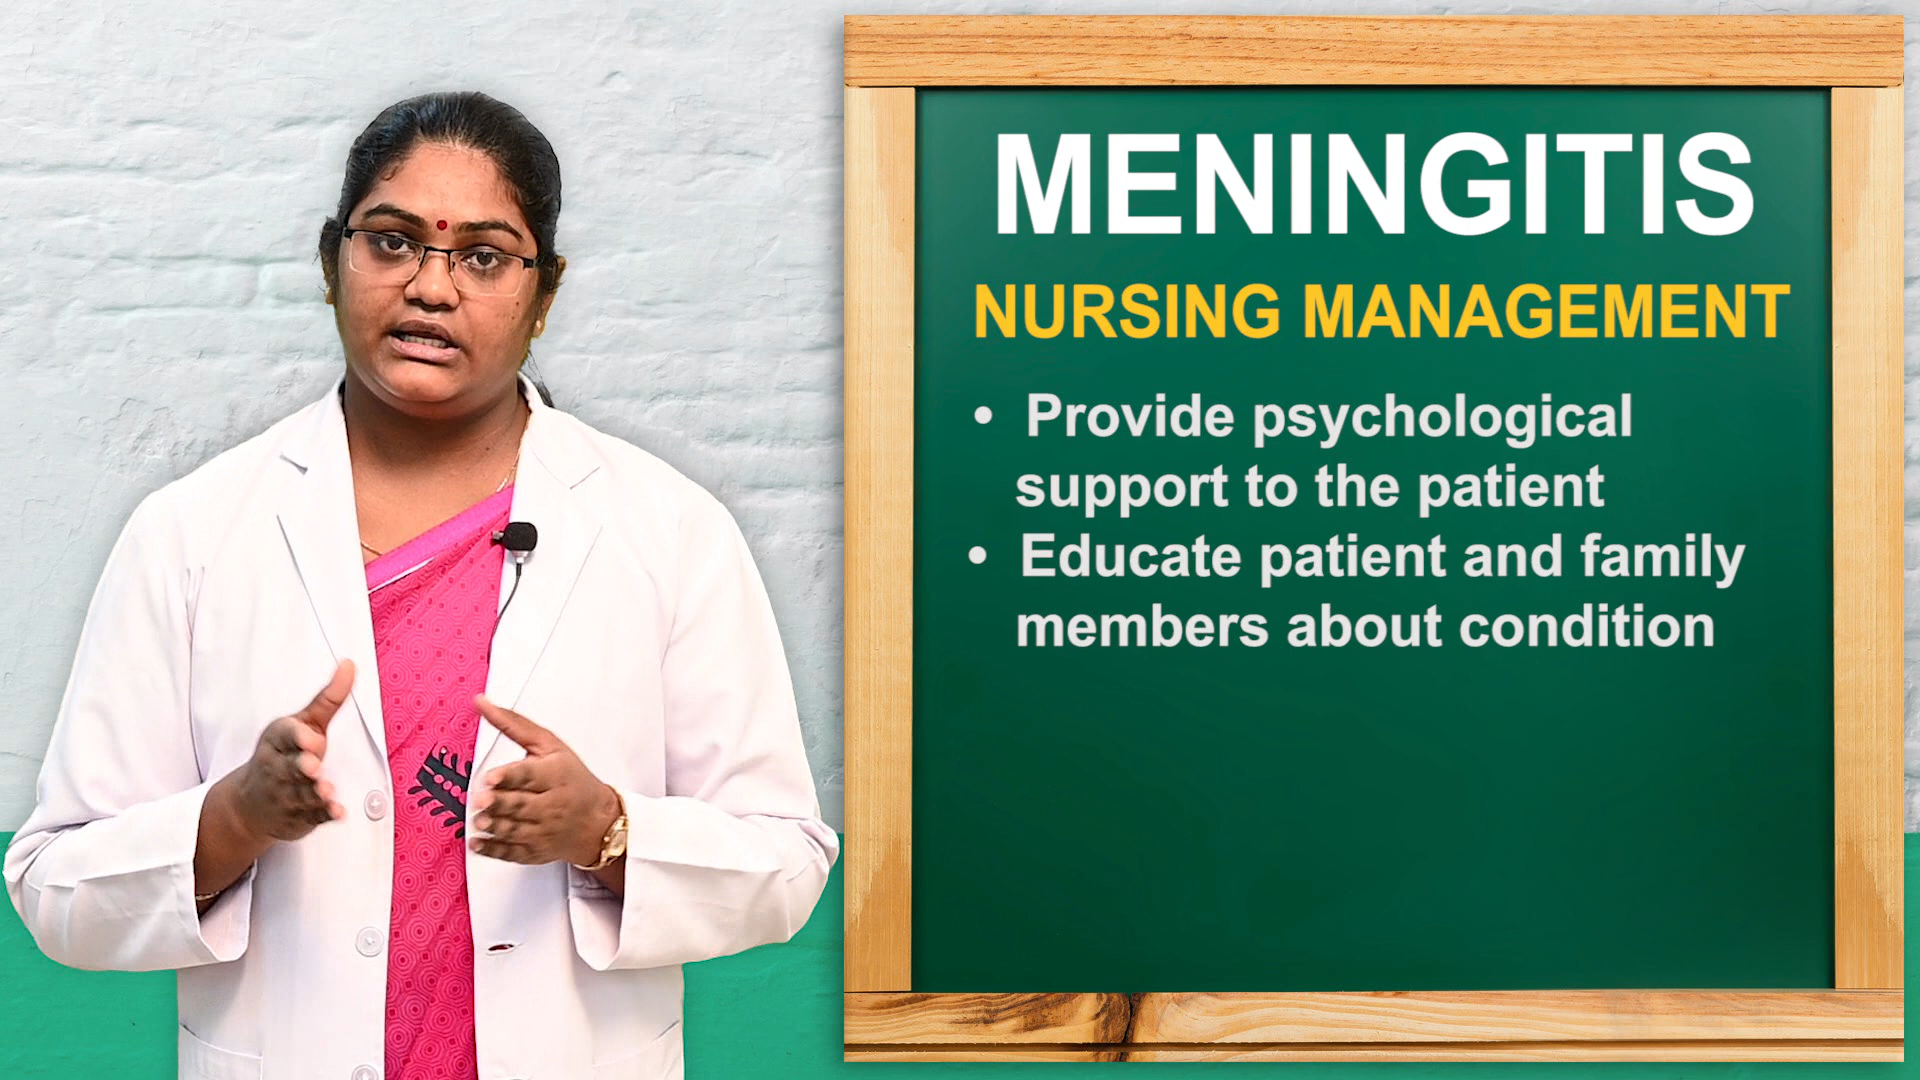 MENINGITIS
NURSING MANAGEMENT
• Provide psychological
support to the patient
• Educate patient and family
members about condition